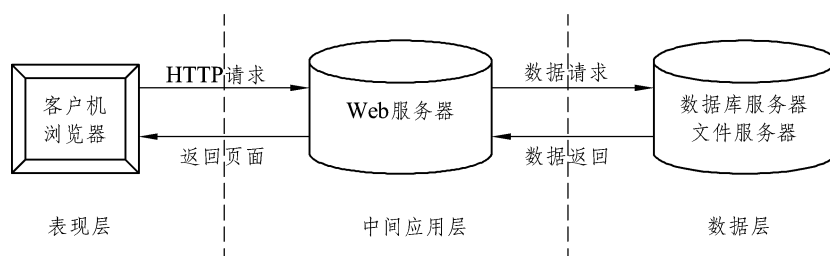 HTTP请求
数据请求
客户机
浏览器
Web服务器
数据库服务器
文件服务器
返回页面
数据返回
表现层
中间应用层
数据层